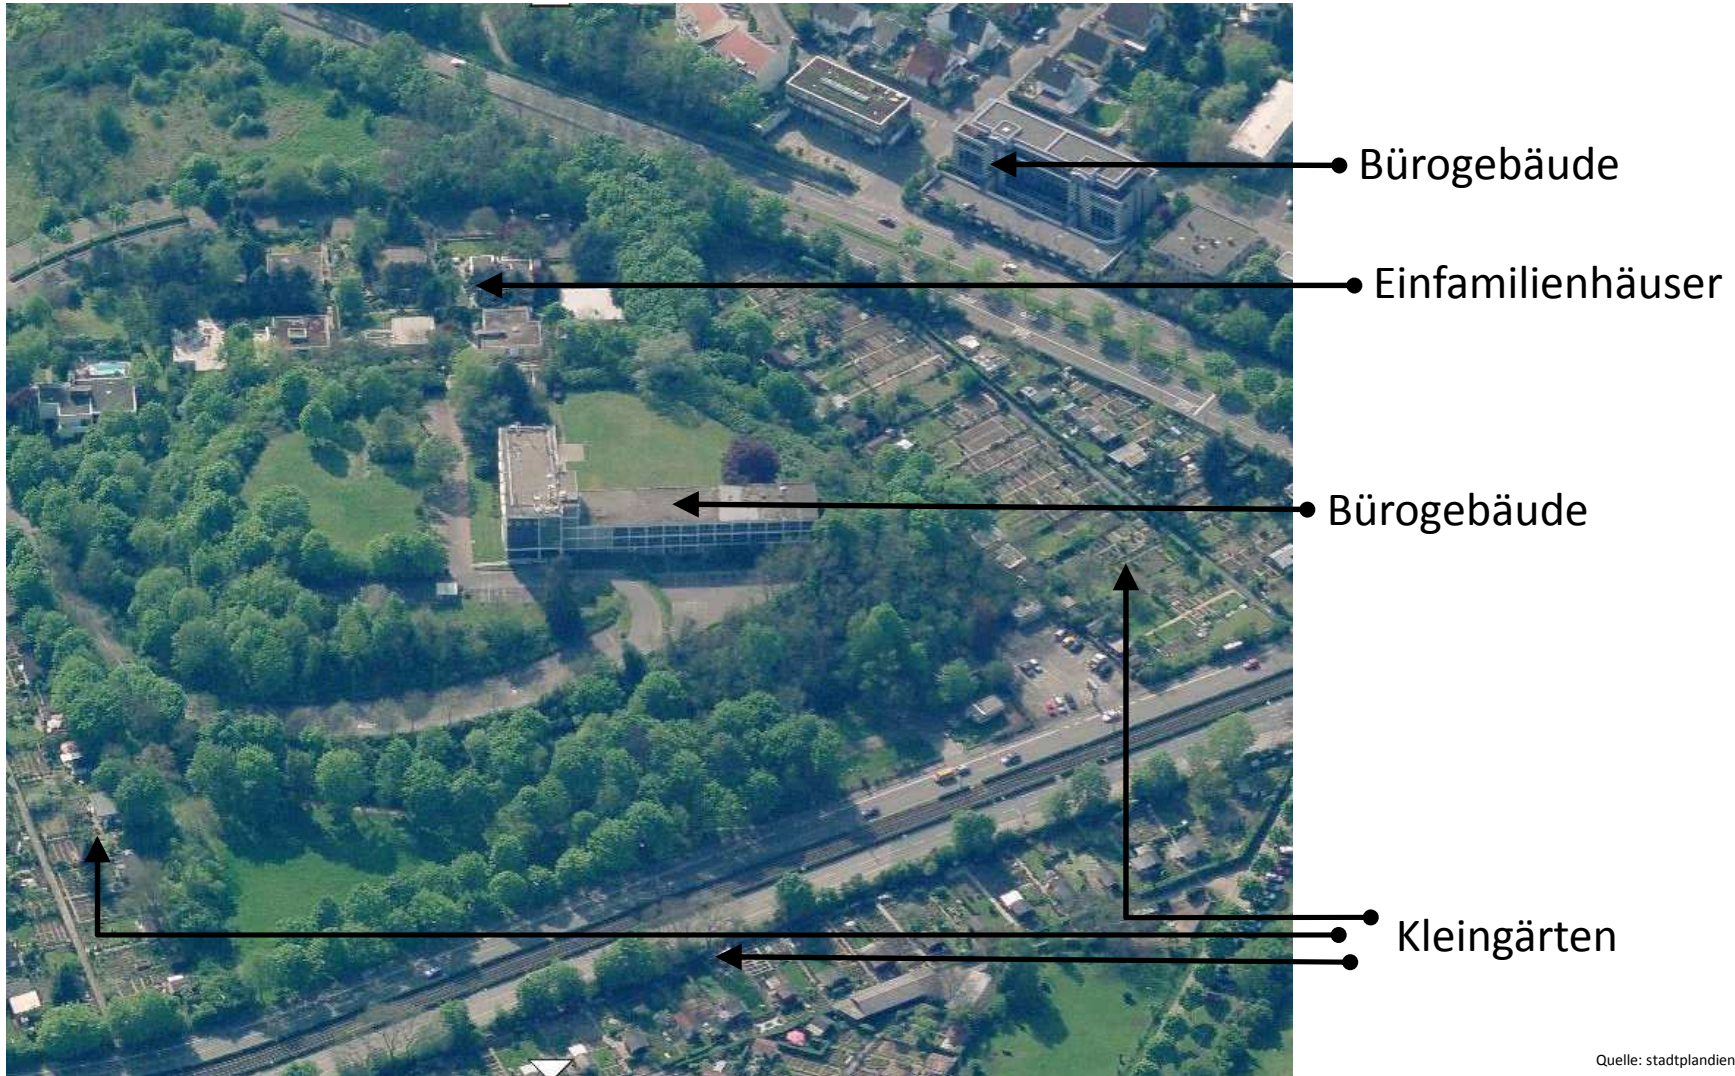 Bürogebäude
Einfamilienhäuser
Bürogebäude
Kleingärten
Quelle: stadtplandien